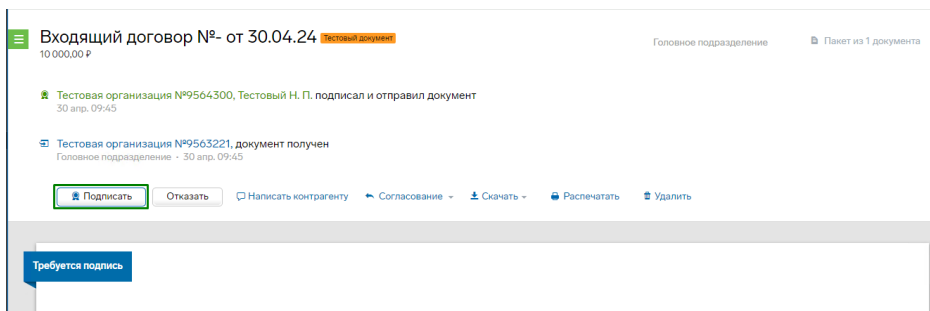 Входящий договор №- от 30.04.24 Тестовый документ
Головное подразделение Пакет из 1 документа
10 000,00 ₽
Тестовая организация №9564300, Тестовый Н. П. подписал и отправил документ
30 апр. 09:45
Тестовая организация №9563221, документ получен
Головное подразделение - 30 апр. 09:45
Подписать Отказать Написать контрагенту Согласование Скачать Распечатать Удалить
Требуется подпись